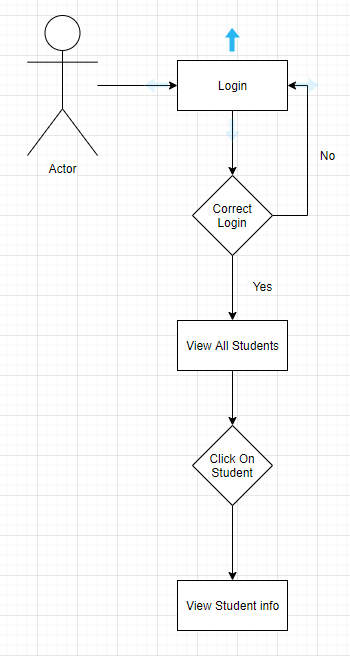 Login
No
Actor
Correct
Login
Yes
View All Students
Click On
Student
View Student info